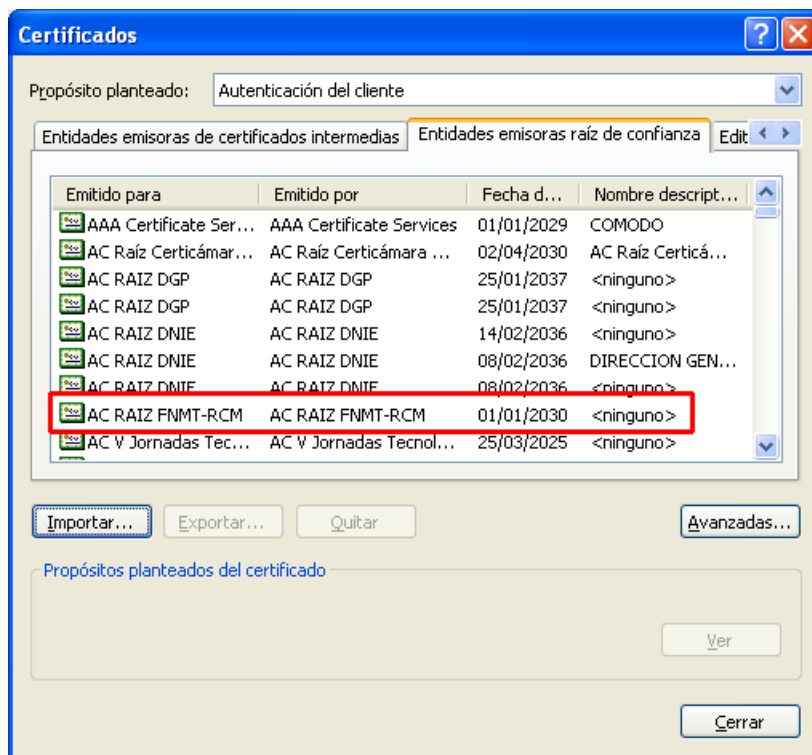 Certificados
Propósito planteado: Autenticación del cliente
Entidades emisoras de certificados intermedias Entidades emisoras raíz de confianza Edit
Emitido para Emitido por Fecha d... Nombre descript...
AAA Certificate Ser... AAA Certificate Services 01/01/2029 COMODO
AC Raíz Certicámar... AC Raíz Certicámara ... 02/04/2030 AC Raíz Certicá...
AC RAIZ DGP AC RAIZ DGP 25/01/2037 <ninguno>
AC RAIZ DGP AC RAIZ DGP 25/01/2037 <ninguno>
AC RAIZ DNIE AC RAIZ DNIE 14/02/2036 <ninguno>
AC RAIZ DNIE AC RAIZ DNIE 08/02/2036 DIRECCION GEN...
AC RAIZ DNIE AC RAIZ DNIE 08/02/2036 <ninguno>
AC RAIZ FNMT-RCM AC RAIZ FNMT-RCM 01/01/2030 <ninguno>
AC V Jornadas Tec... AC V Jornadas Tecnol... 25/03/2025 <ninguno>
Importar... Exportar... Quitar Avanzadas...
Propósitos planteados del certificado
Ver
Cerrar